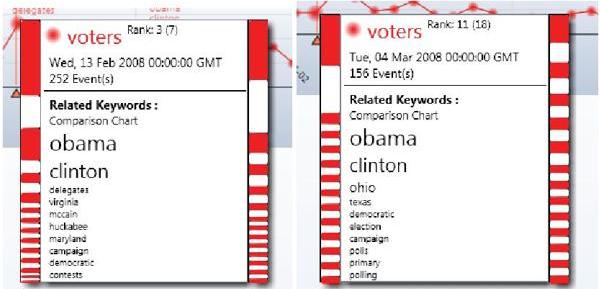 delegates
obama
clinton
voters
Rank: 3 (7)
Wed, 13 Feb 2008 00:00:00 GMT
252 Event(s)
Related Keywords :
Comparison Chart
obama
clinton
delegates
virginia
mccain
huckabee
maryland
campaign
democratic
contests
voters
Rank: 11 (18)
Tue, 04 Mar 2008 00:00:00 GMT
156 Event(s)
Related Keywords :
Comparison Chart
obama
clinton
ohio
texas
democratic
election
campaign
polls
primary
polling